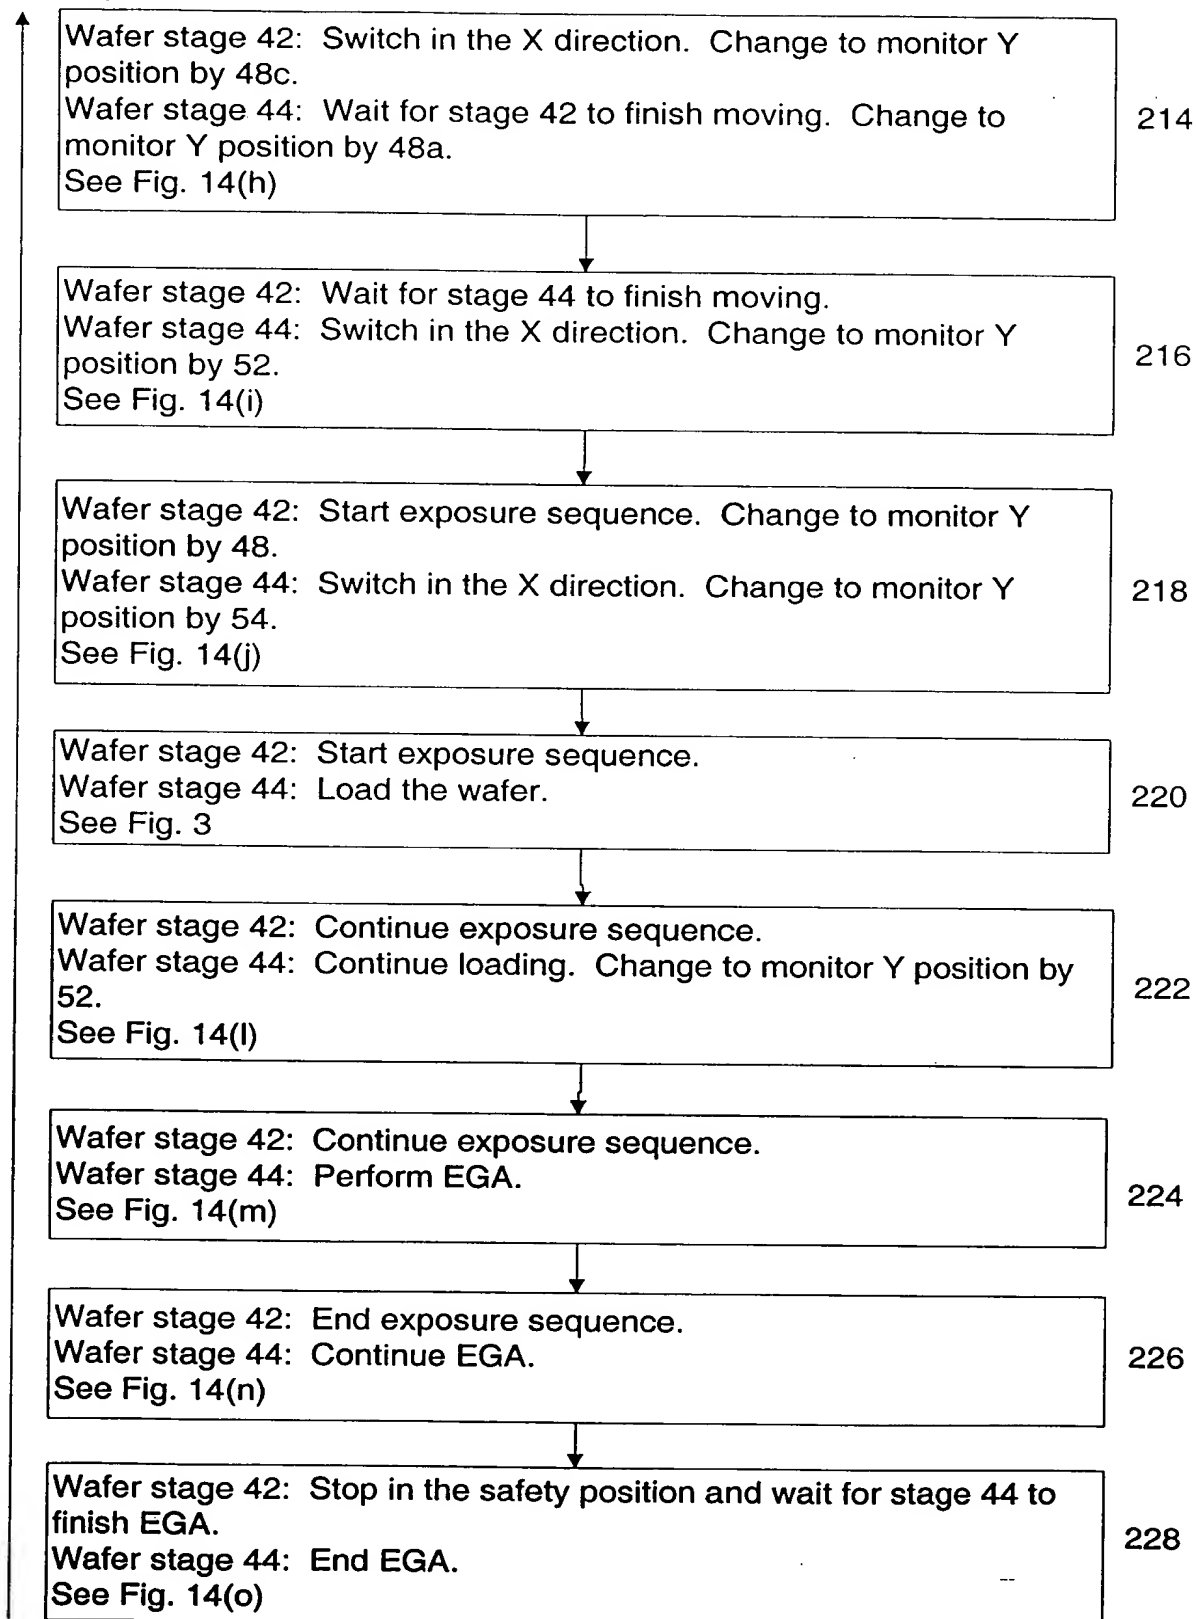 Wafer stage 42: Switch in the X direction. Change to monitor Y
position by 48c.
Wafer stage 44: Wait for stage 42 to finish moving. Change to
monitor Y position by 48a.
See Fig. 14(h)
214
Wafer stage 42: Wait for stage 44 to finish moving.
Wafer stage 44: Switch in the X direction. Change to monitor Y
position by 52.
See Fig. 14(i)
216
Wafer stage 42: Start exposure sequence. Change to monitor Y
position by 48.
Wafer stage 44: Switch in the X direction. Change to monitor Y
position by 54.
See Fig. 14(j)
218
Wafer stage 42: Start exposure sequence.
Wafer stage 44: Load the wafer.
See Fig. 3
220
Wafer stage 42: Continue exposure sequence.
Wafer stage 44: Continue loading. Change to monitor Y position by
52.
See Fig. 14(l)
222
Wafer stage 42: Continue exposure sequence.
Wafer stage 44: Perform EGA.
See Fig. 14(m)
224
Wafer stage 42: End exposure sequence.
Wafer stage 44: Continue EGA.
See Fig. 14(n)
226
Wafer stage 42: Stop in the safety position and wait for stage 44 to
finish EGA.
Wafer stage 44: End EGA.
See Fig. 14(o)
228